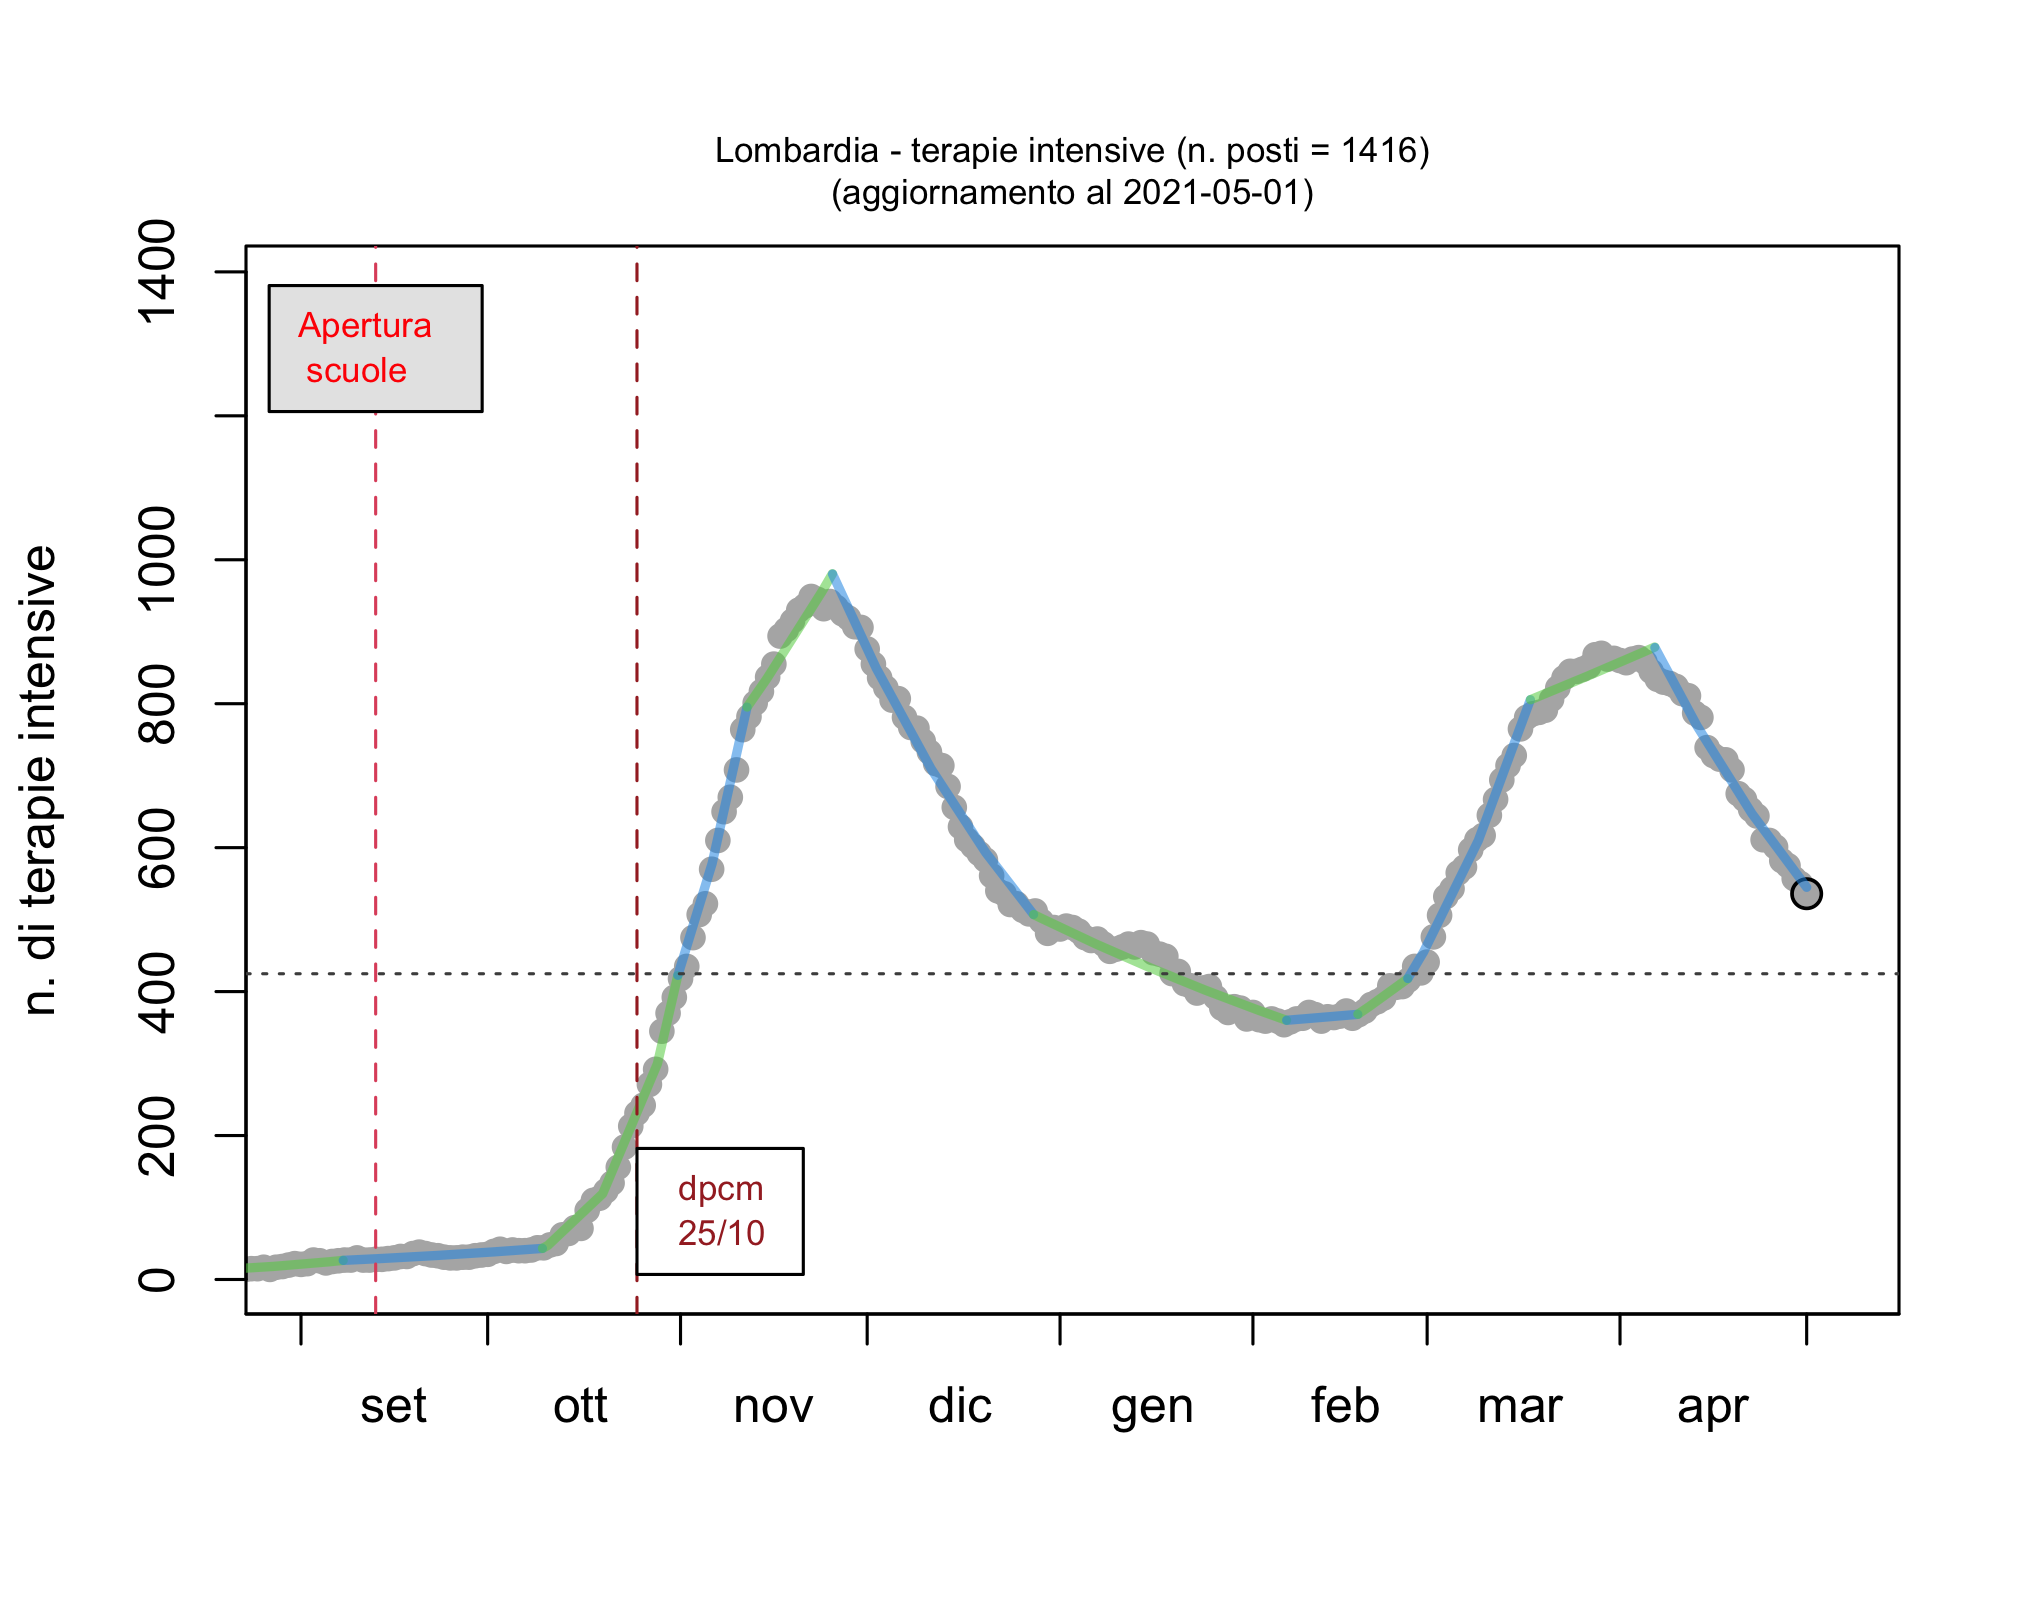 Lombardia - terapie intensive (n. posti = 1416)
(aggiornamento al 2021-05-01)
n. di terapie intensive
1400
1000
800
600
400
200
0
Apertura
scuole
dpcm
25/10
set ott nov dic gen feb mar apr